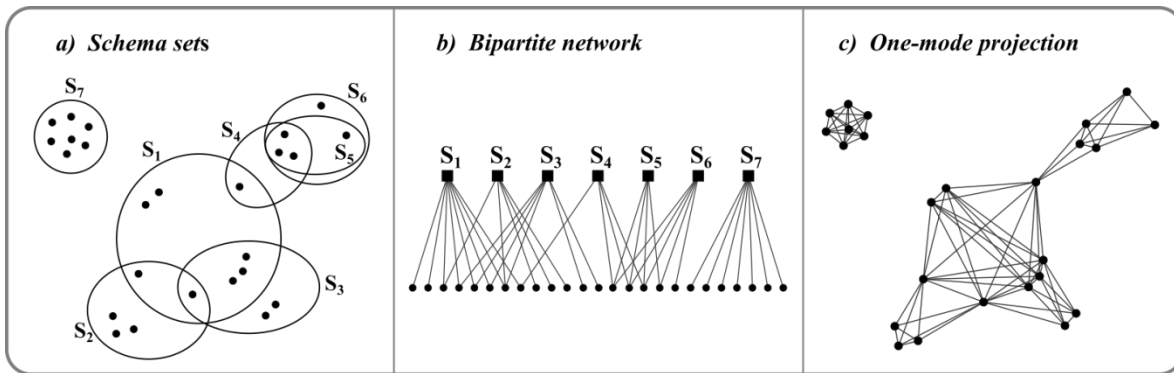 a) Schema sets
S₇
S₆
S₄
S₁
S₅
S₃
S₂
b) Bipartite network
S₁ S₂ S₃ S₄ S₅ S₆ S₇
c) One-mode projection